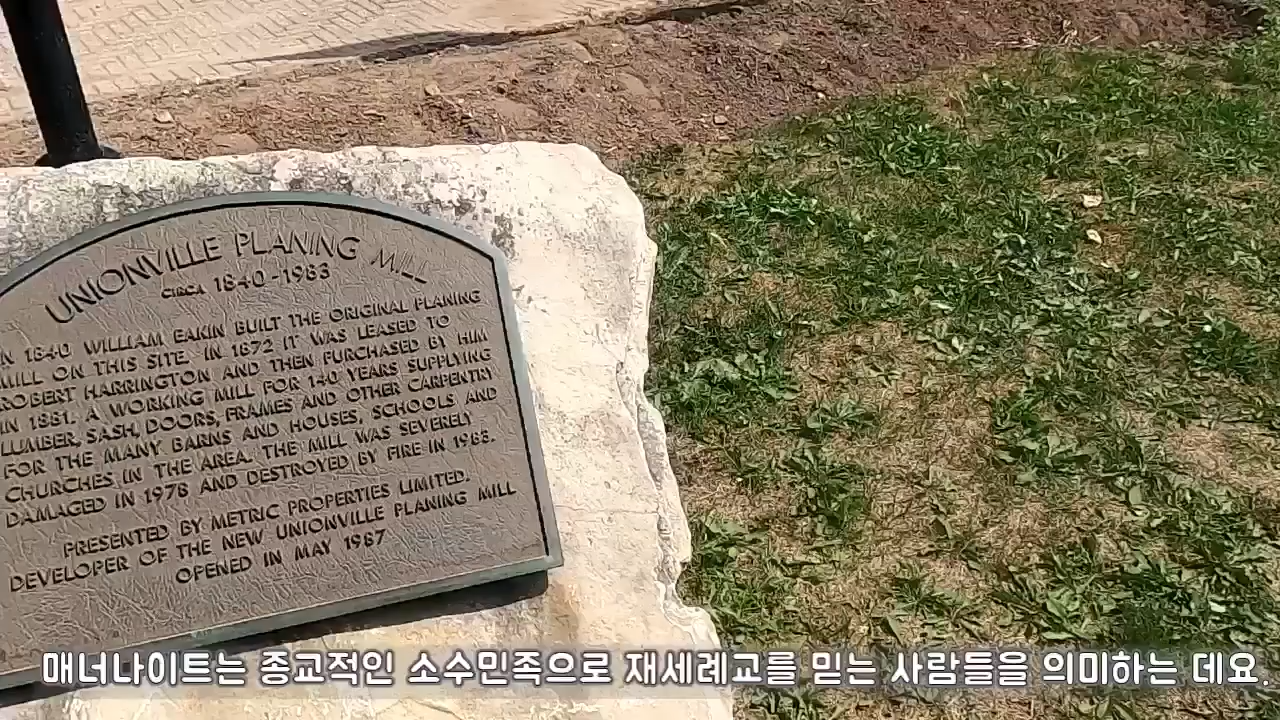 UNIONVILLE PLANING MILL
CIRCA 1840-1983
N 1840 WILLIAM EAKIN BUILT THE ORIGINAL PLANING
MILL ON THIS SITE. IN 1872 IT WAS LEASED TO
ROBERT HARRINGTON AND THEN PURCHASED BY HIM
IN 1881. A WORKING MILL FOR 140 YEARS SUPPLYING
LUMBER, SASH, DOORS, FRAMES AND OTHER CARPENTRY
FOR THE MANY BARNS AND HOUSES, SCHOOLS AND
CHURCHES IN THE AREA. THE MILL WAS SEVERELY
DAMAGED IN 1978 AND DESTROYED BY FIRE IN 1983.
PRESENTED BY METRIC PROPERTIES LIMITED.
DEVELOPER OF THE NEW UNIONVILLE PLANING MILL
OPENED IN MAY 1987
매너나이트는 종교적인 소수민족으로 재세례교를 믿는 사람들을 의미하는 데요.